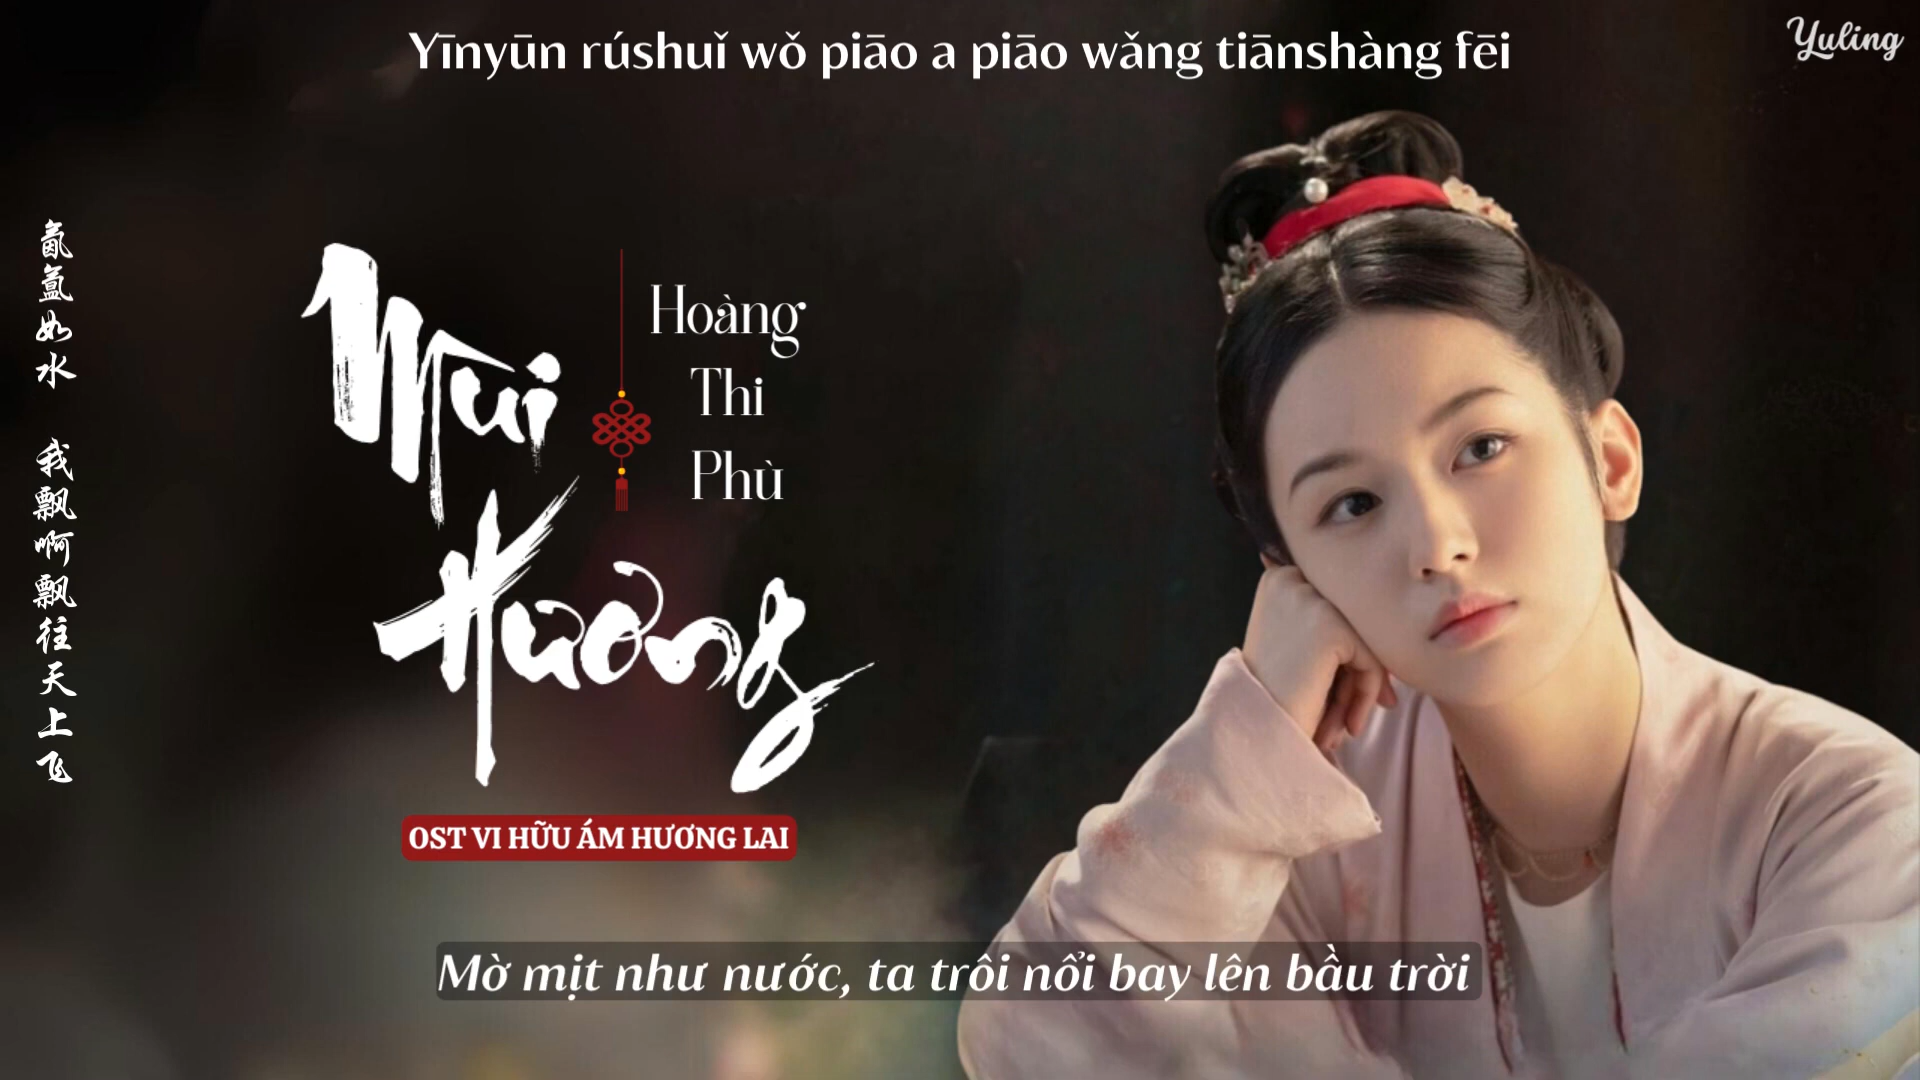 Yīnyūn rúshuǐ wǒ piāo a piāo wǎng tiānshàng fēi
Yuling
氤氲如水 我飘啊飘往天上飞
Mùi
Hương
Hoàng
Thi
Phù
OST VI HỮU ÁM HƯƠNG LAI
Mờ mịt như nước, ta trôi nổi bay lên bầu trời